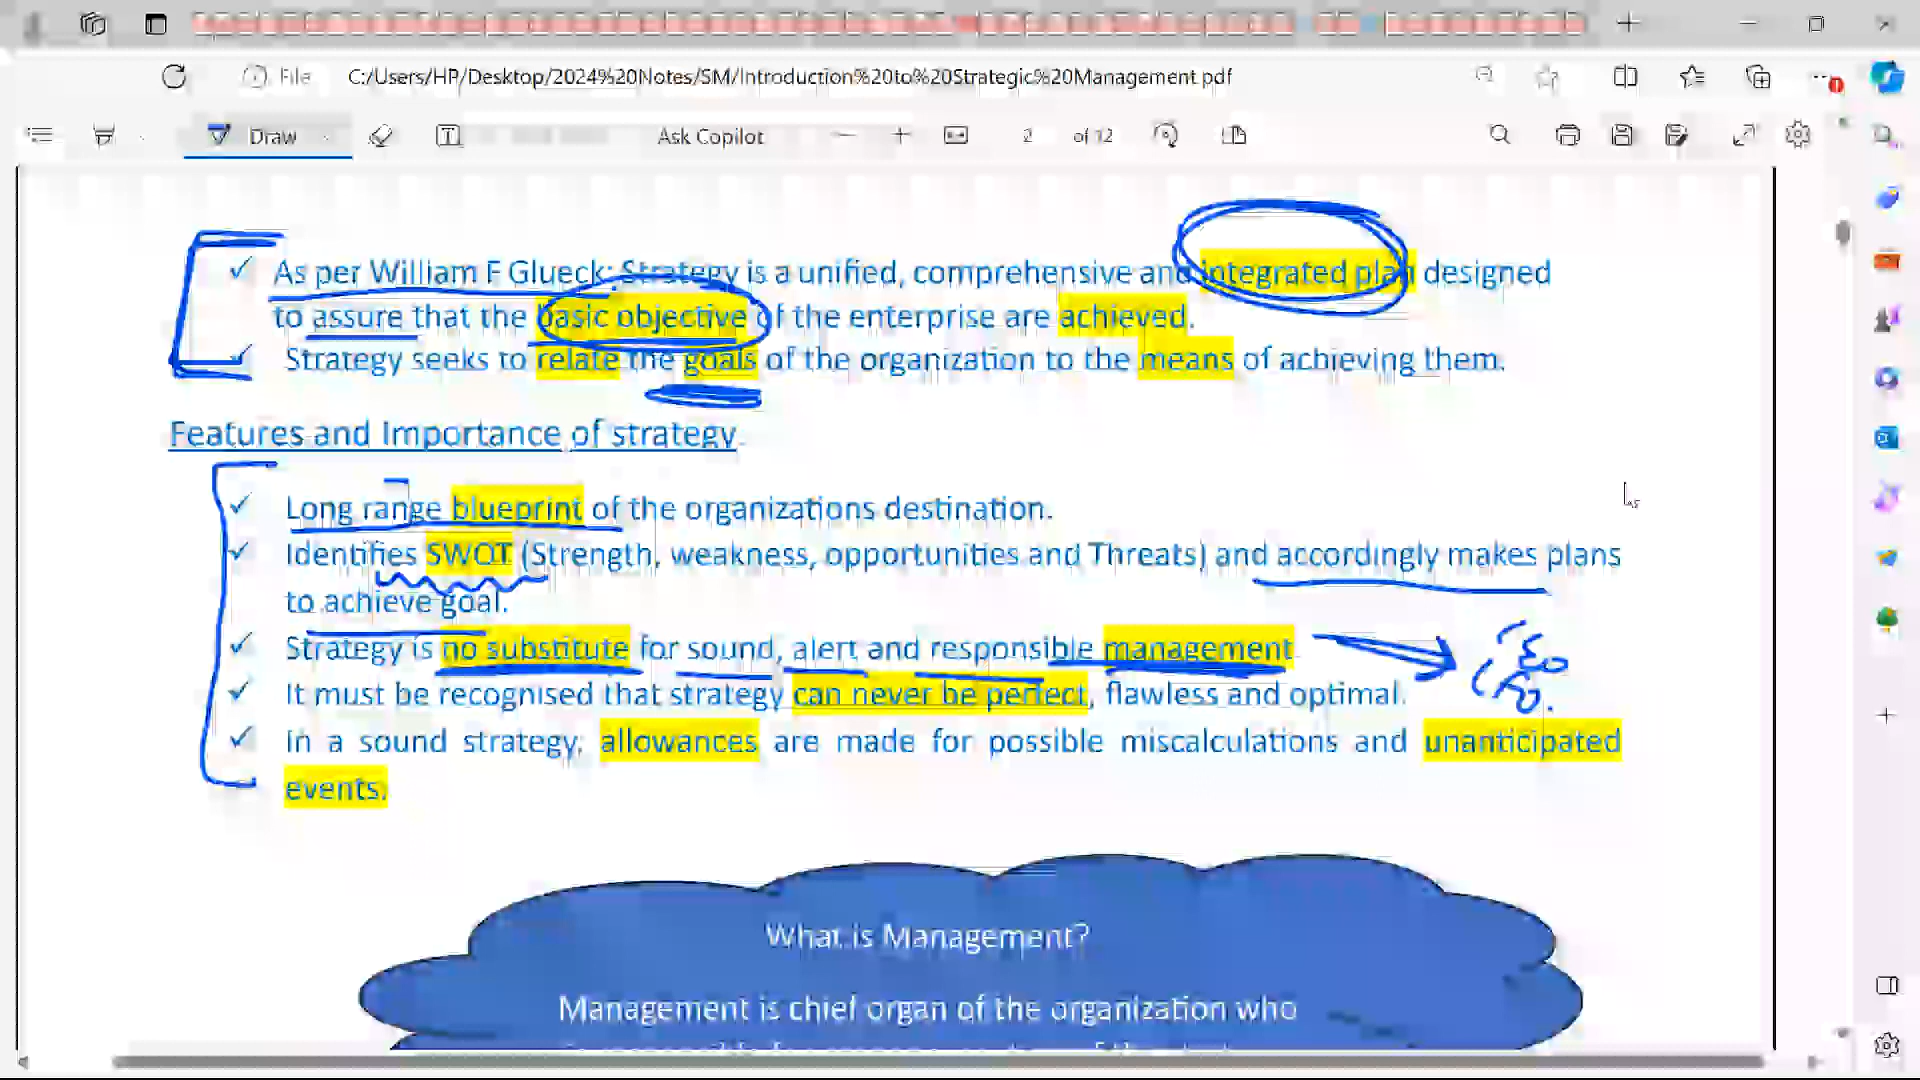 File C:/Users/HP/Desktop/2024%20Notes/SM/Introduction%20to%20Strategic%20Management.pdf
Draw Ask Copilot 2 of 12
As per William F Glueck: Strategy is a unified, comprehensive and integrated plan designed
to assure that the basic objective of the enterprise are achieved.
Strategy seeks to relate the goals of the organization to the means of achieving them.
Features and Importance of strategy.
Long range blueprint of the organizations destination.
Identifies SWOT (Strength, weakness, opportunities and Threats) and accordingly makes plans
to achieve goal.
Strategy is no substitute for sound, alert and responsible management.
It must be recognised that strategy can never be perfect, flawless and optimal.
In a sound strategy, allowances are made for possible miscalculations and unanticipated
events.
What is Management?
Management is chief organ of the organization who